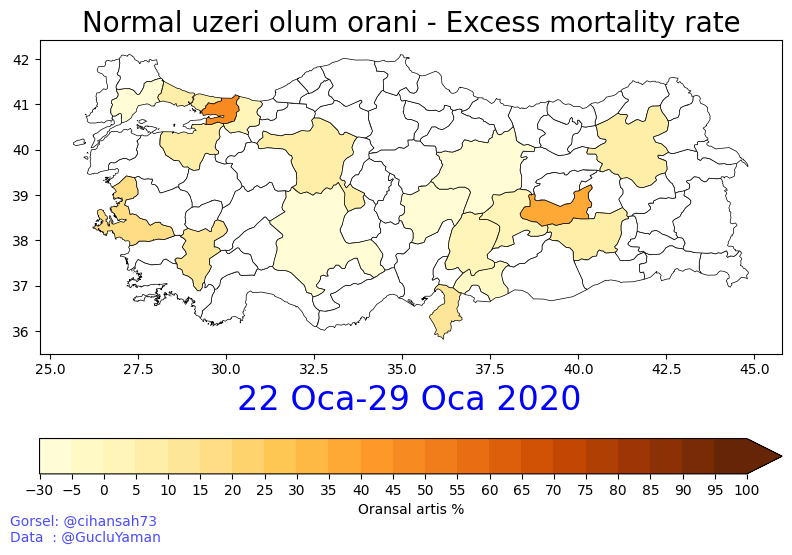 Normal uzeri olum orani - Excess mortality rate
42
41
40
39
38
37
36
25.0 27.5 30.0 32.5 35.0 37.5 40.0 42.5 45.0
22 Oca-29 Oca 2020
−30 −5 0 5 10 15 20 25 30 35 40 45 50 55 60 65 70 75 80 85 90 95 100
Oransal artis %
Gorsel: @cihansah73
Data : @GucluYaman